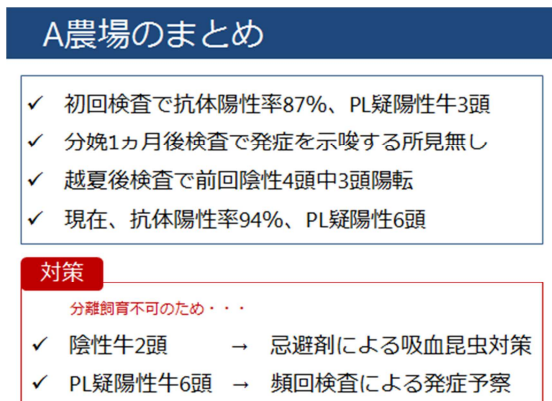 A農場のまとめ
✓ 初回検査で抗体陽性率87%、PL疑陽性牛3頭
✓ 分娩1ヵ月後検査で発症を示唆する所見無し
✓ 越夏後検査で前回陰性4頭中3頭陽転
✓ 現在、抗体陽性率94%、PL疑陽性6頭
対策
分離飼育不可のため・・・
✓ 陰性牛2頭 → 忌避剤による吸血昆虫対策
✓ PL疑陽性牛6頭 → 頻回検査による発症予察